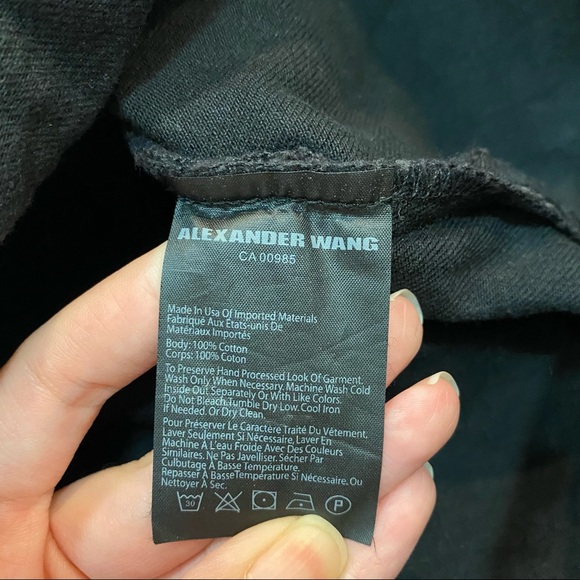 ALEXANDER WANG
CA 00985
Made In Usa Of Imported Materials
Fabriqué Aux États-unis De
Matériaux Importés
Body: 100% Cotton
Corps: 100% Coton
To Preserve Hand Processed Look Of Garment.
Wash Only When Necessary. Machine Wash Cold
Inside Out Separately Or With Like Colors.
Do Not Bleach.Tumble Dry Low. Cool Iron
If Needed. Or Dry Clean.
Pour Préserver Le Caractère Traité Du Vêtement.
Laver Seulement Si Nécessaire, Laver En
Machine A L'eau Froide Avec Des Couleurs
Similaires. Ne Pas Javelliser. Sécher Par
Culbutage À Basse Température.
Repasser À BasseTempérature Si Nécessaire. Ou
Nettoyer À Sec.
30 P